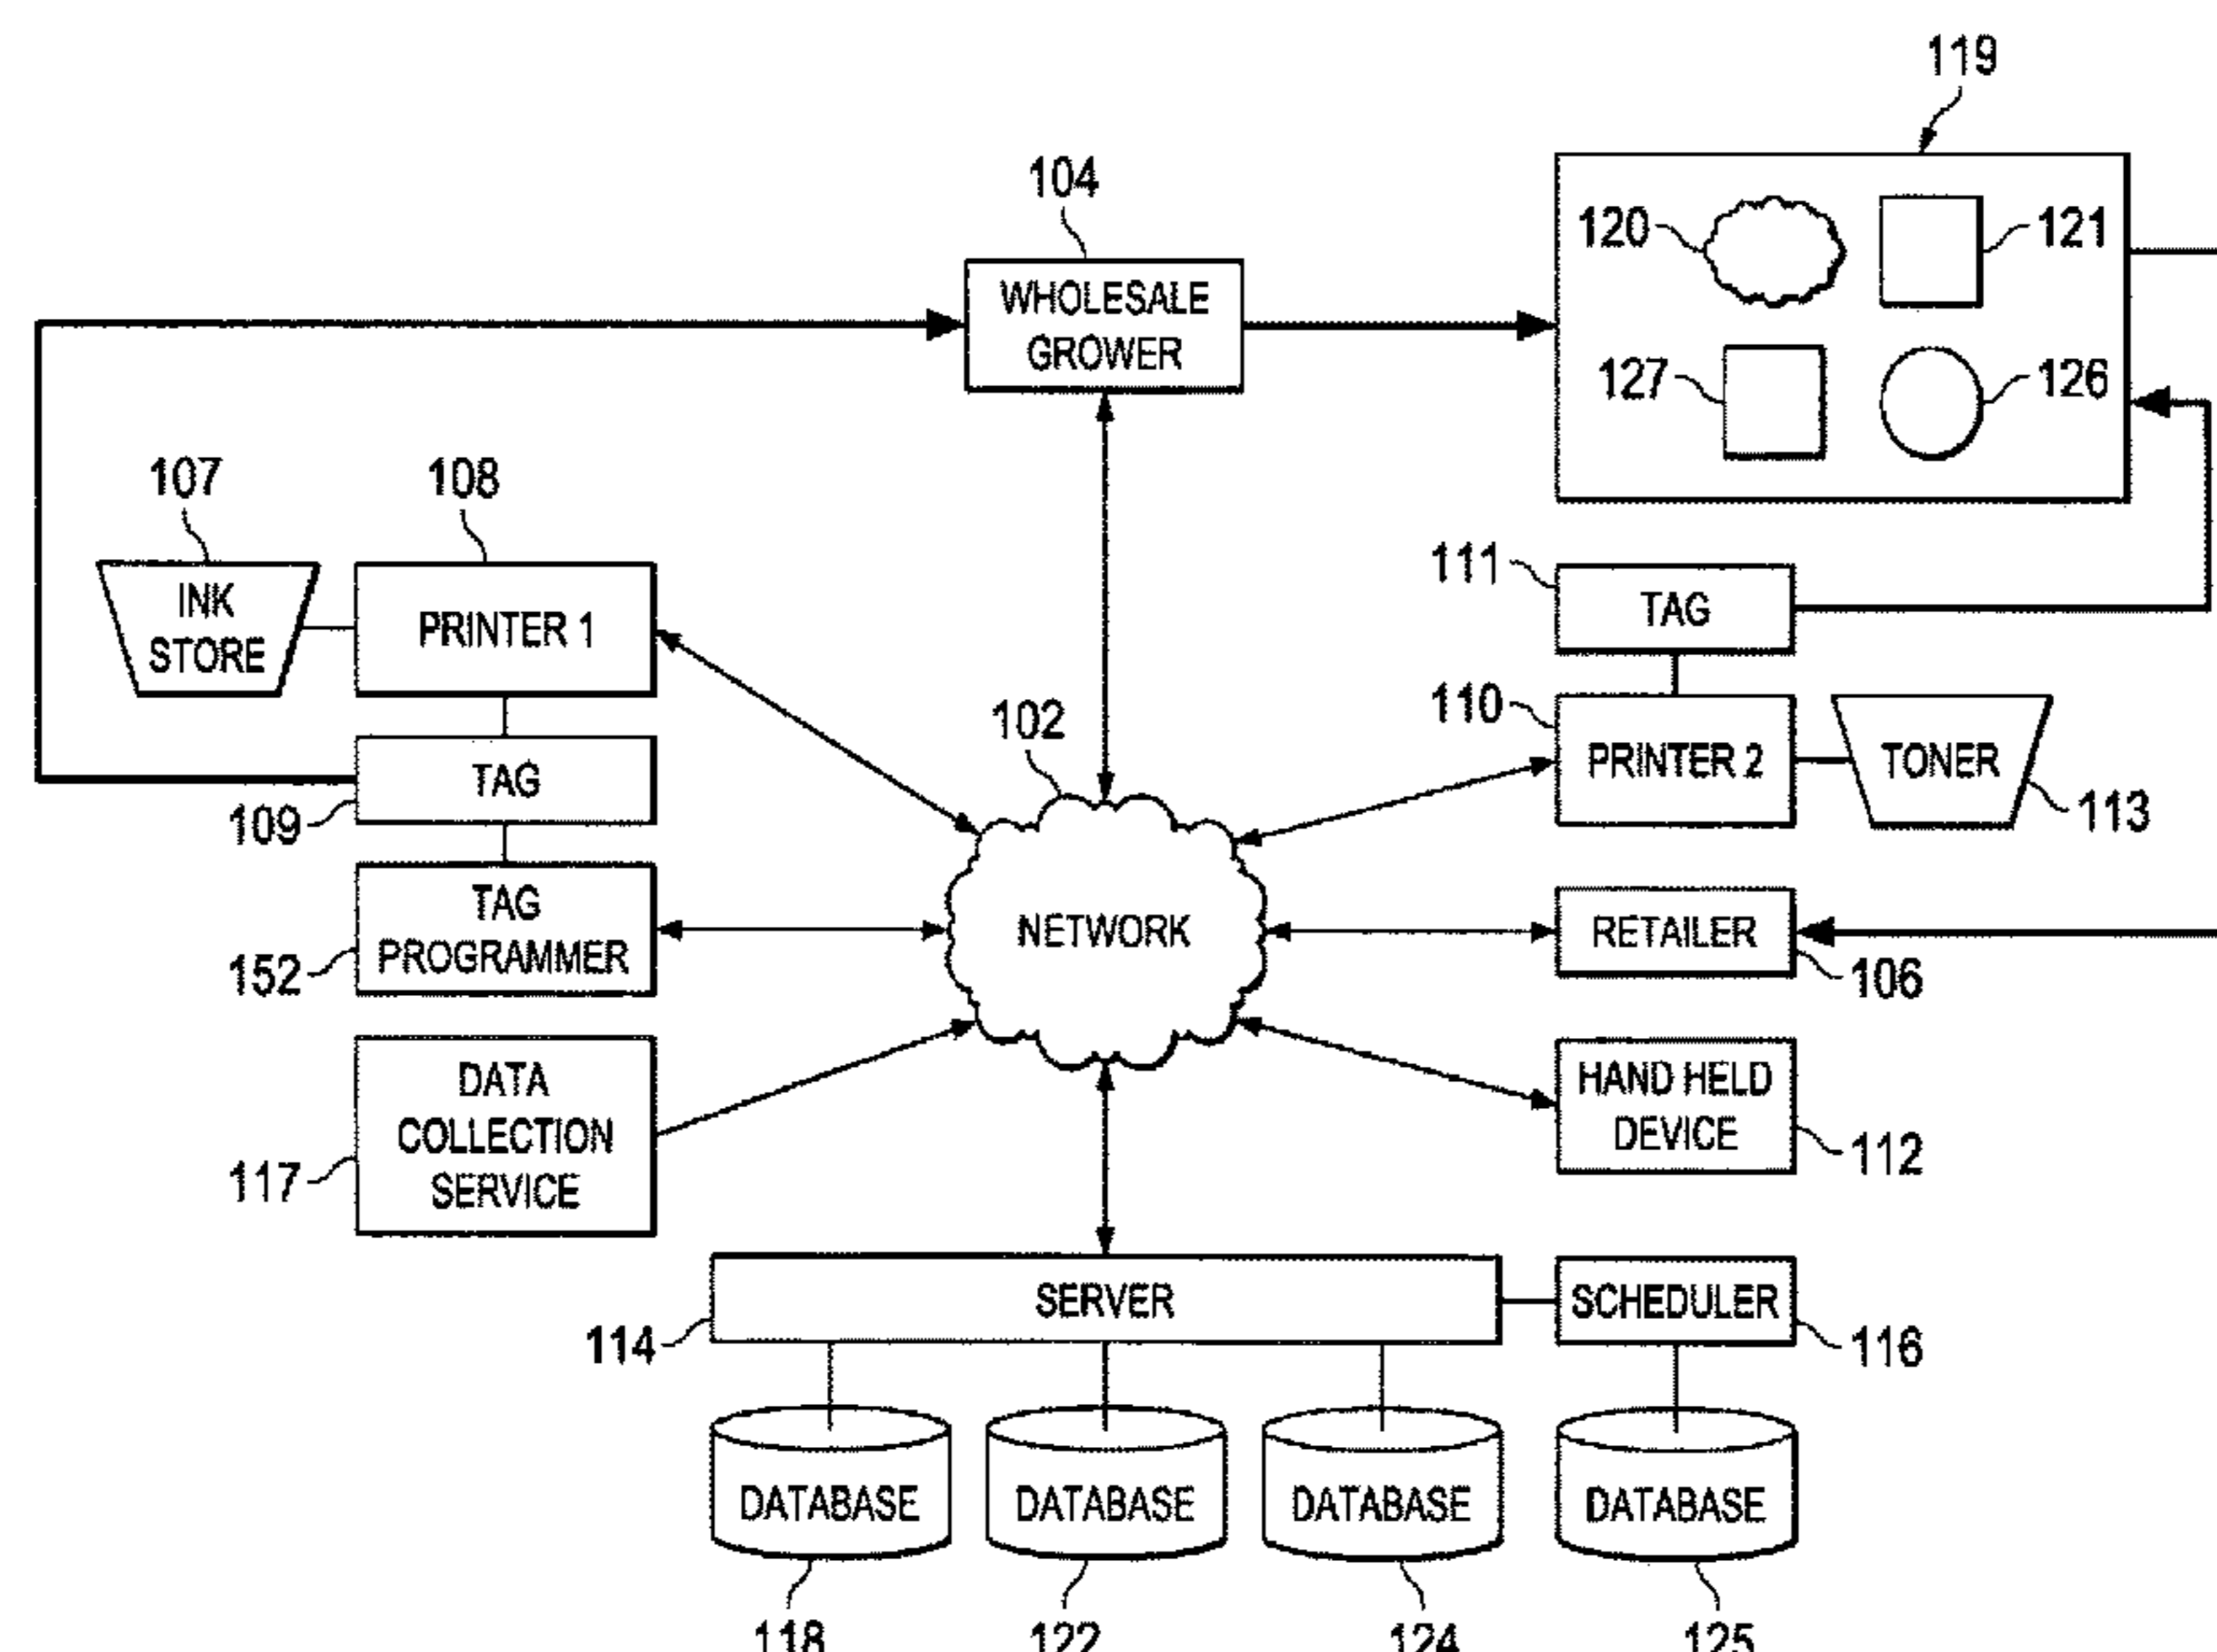 119
104
120
121
WHOLESALE
GROWER
127
126
107
108
INK
STORE
PRINTER 1
111
TAG
102
110
PRINTER 2
TONER
TAG
109
113
TAG
PROGRAMMER
152
NETWORK
RETAILER
106
DATA
COLLECTION
SERVICE
117
HAND HELD
DEVICE
112
SERVER
SCHEDULER
114
116
DATABASE
DATABASE
DATABASE
DATABASE
118
122
124
125